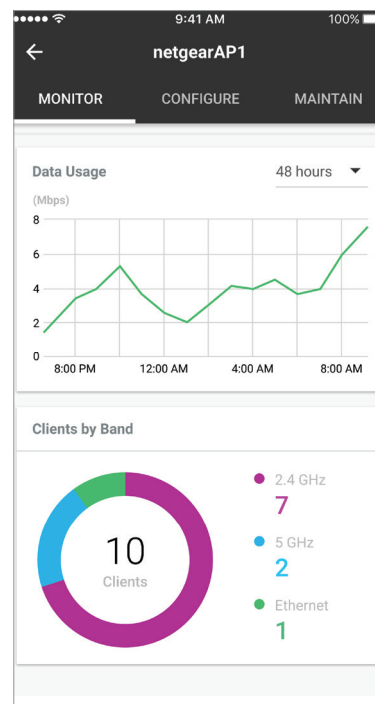 9:41 AM 100%
netgearAP1
MONITOR CONFIGURE MAINTAIN
Data Usage 48 hours
(Mbps)
8
6
4
2
0
8:00 PM 12:00 AM 4:00 AM 8:00 AM
Clients by Band
2.4 GHz
7
10
Clients
5 GHz
2
Ethernet
1